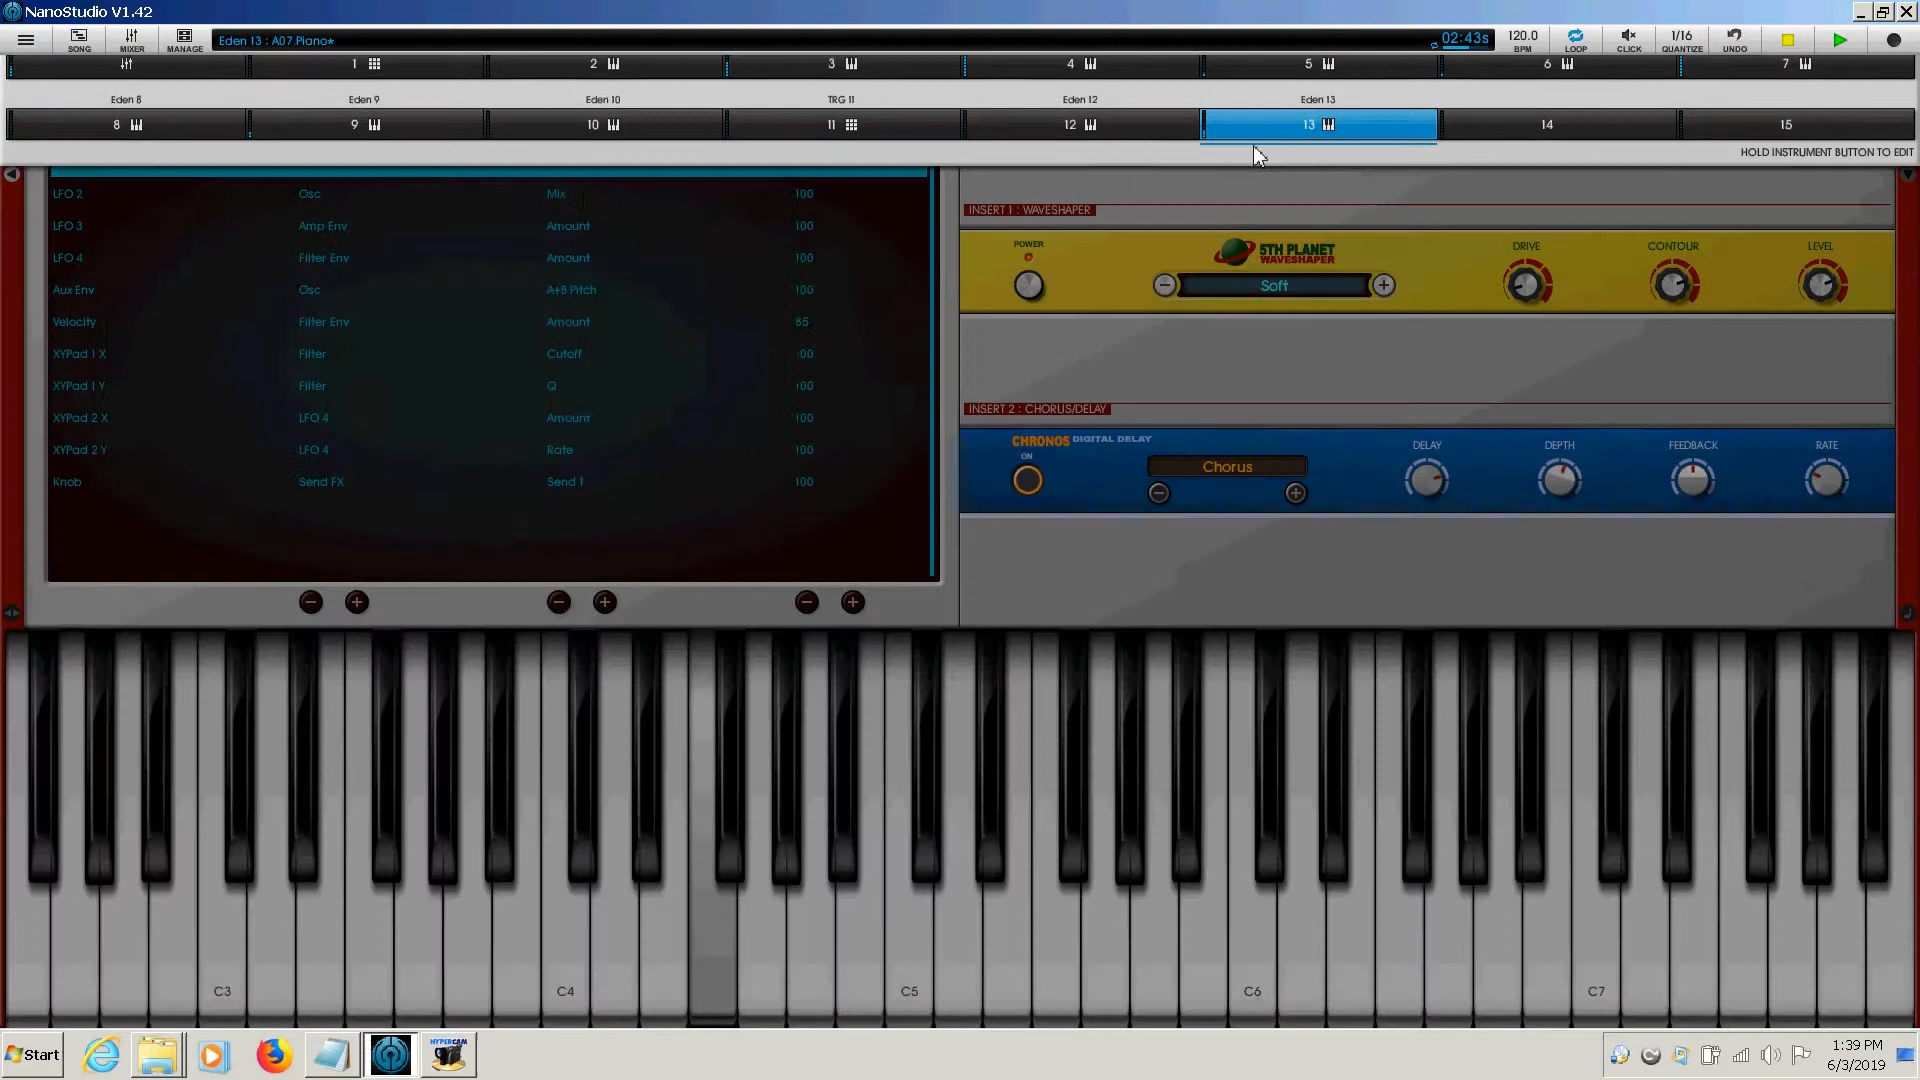 NanoStudio V1.42
SONG MIXER MANAGE Eden 13 : A07.Piano* 02:43s 120.0 BPM LOOP CLICK 1/16 QUANTIZE UNDO
1 2 3 4 5 6 7
Eden 8 Eden 9 Eden 10 TRG 11 Eden 12 Eden 13
8 9 10 11 12 13 14 15
HOLD INSTRUMENT BUTTON TO EDIT
LFO 2 Osc Mix 100
LFO 3 Amp Env Amount 100
LFO 4 Filter Env Amount 100
Aux Env Osc A+B Pitch 100
Velocity Filter Env Amount 85
XYPad 1 X Filter Cutoff 100
XYPad 1 Y Filter Q 100
XYPad 2 X LFO 4 Amount 100
XYPad 2 Y LFO 4 Rate 100
Knob Send FX Send 1 100
INSERT 1 : WAVESHAPER
POWER 5TH PLANET WAVESHAPER DRIVE CONTOUR LEVEL
Soft
INSERT 2 : CHORUS/DELAY
CHRONOS DIGITAL DELAY DELAY DEPTH FEEDBACK RATE
ON
Chorus
C3 C4 C5 C6 C7
Start HYPERCAM 1:39 PM
6/3/2019